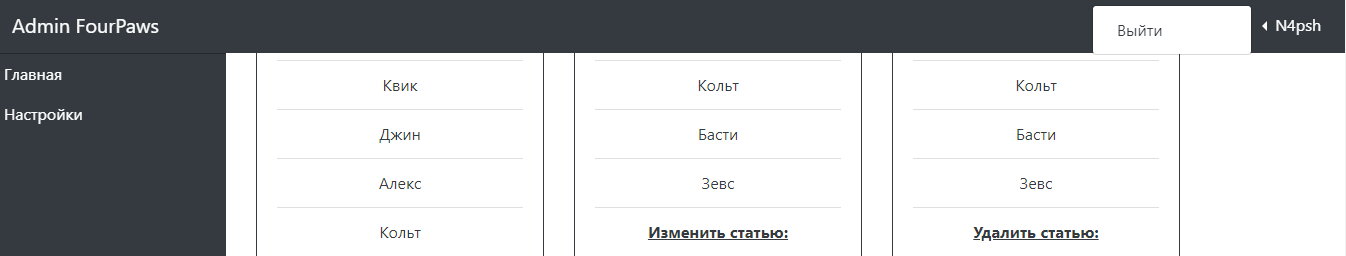 Admin FourPaws
Выйти
N4psh
Главная
Настройки
Квик
Джин
Алекс
Кольт
Кольт
Басти
Зевс
Изменить статью:
Кольт
Басти
Зевс
Удалить статью: